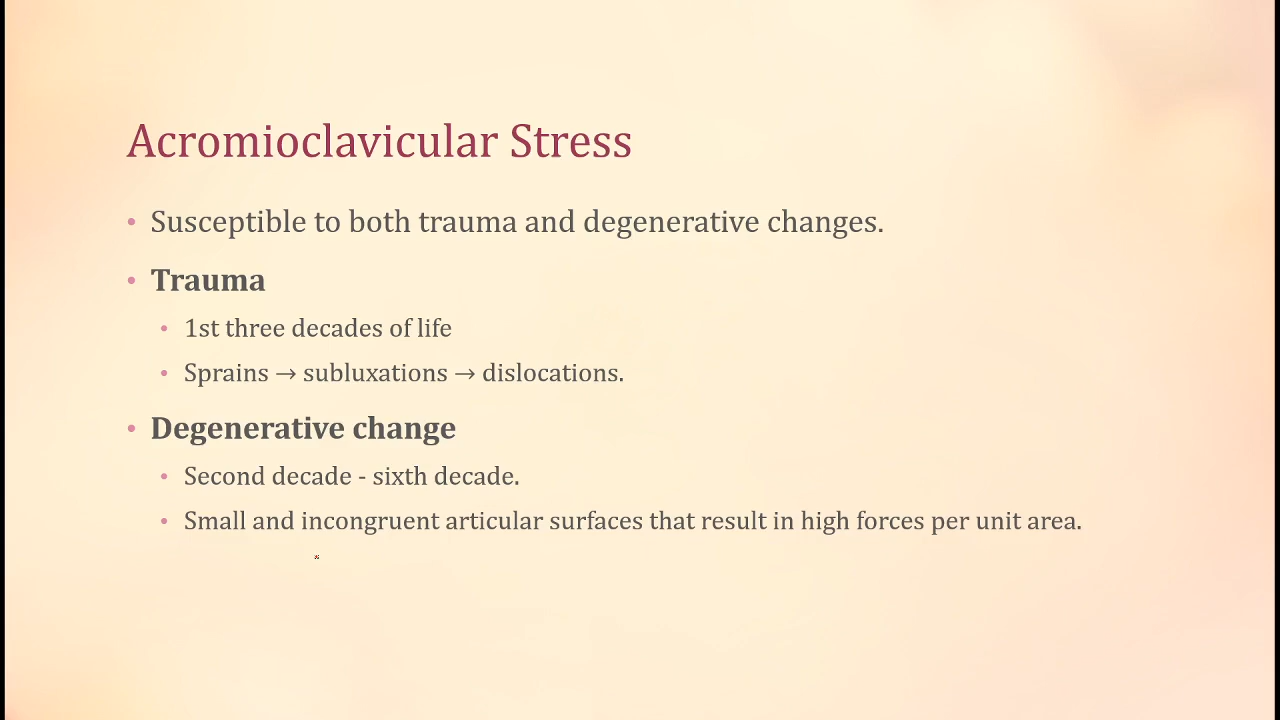 Acromioclavicular Stress
• Susceptible to both trauma and degenerative changes.
• Trauma
• 1st three decades of life
• Sprains → subluxations → dislocations.
• Degenerative change
• Second decade - sixth decade.
• Small and incongruent articular surfaces that result in high forces per unit area.